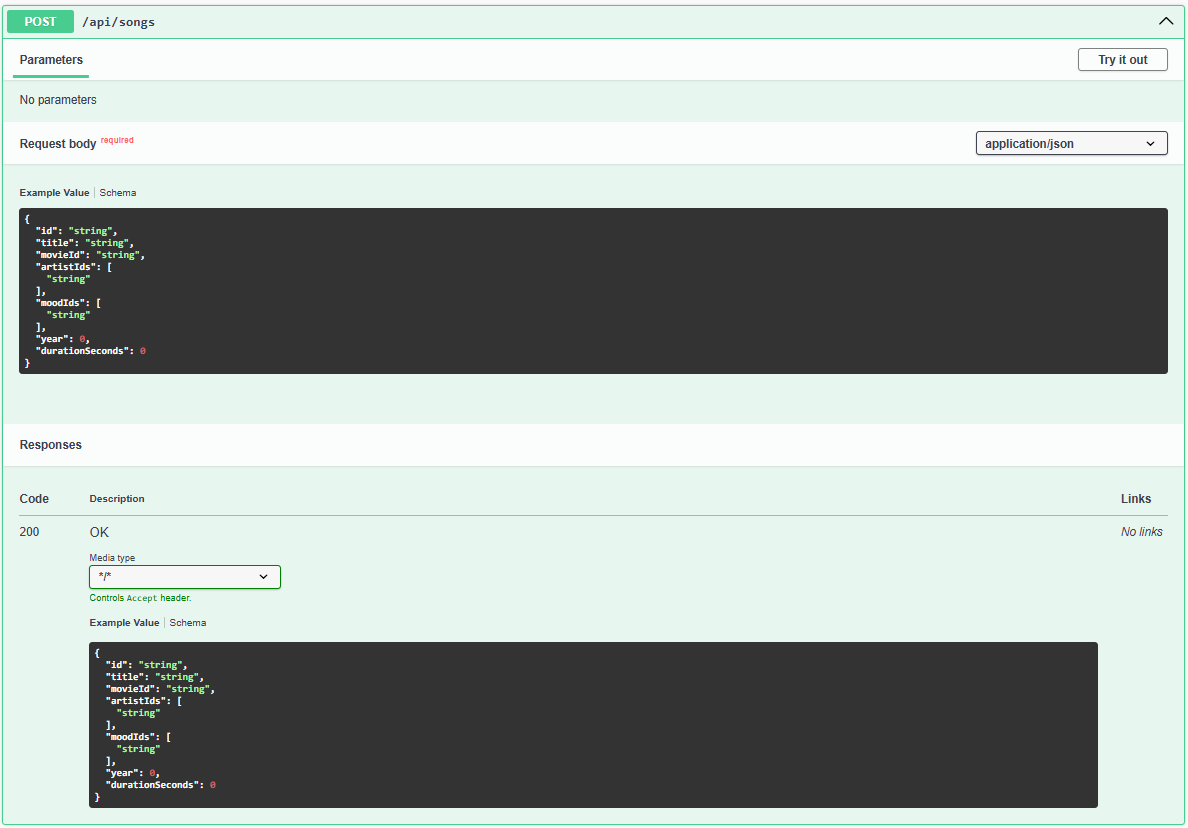 POST /api/songs
Parameters
Try it out
No parameters
Request body required
application/json
Example Value | Schema
{
  "id": "string",
  "title": "string",
  "movieId": "string",
  "artistIds": [
    "string"
  ],
  "moodIds": [
    "string"
  ],
  "year": 0,
  "durationSeconds": 0
}
Responses
Code Description Links
200 OK No links
Media type
*/*
Controls Accept header.
Example Value | Schema
{
  "id": "string",
  "title": "string",
  "movieId": "string",
  "artistIds": [
    "string"
  ],
  "moodIds": [
    "string"
  ],
  "year": 0,
  "durationSeconds": 0
}